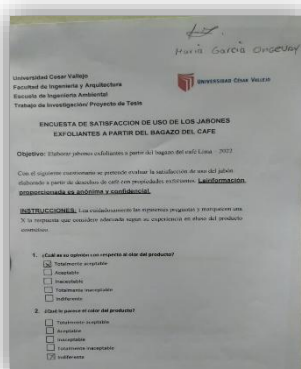 María García Ongevay
Universidad César Vallejo
Facultad de Ingeniería y Arquitectura
Escuela de Ingeniería Ambiental
Trabajo de Investigación/ Proyecto de Tesis
UNIVERSIDAD CÉSAR VALLEJO
ENCUESTA DE SATISFACCION DE USO DE LOS JABONES
EXFOLIANTES A PARTIR DEL BAGAZO DEL CAFE
Objetivo: Elaborar jabones exfoliantes a partir del bagazo del café Lima – 2022.
Con el siguiente cuestionario se pretende evaluar la satisfacción de uso del jabón
elaborado a partir de desechos de café con propiedades exfoliantes. La información
proporcionada es anónima y confidencial.
INSTRUCCIONES: Lea cuidadosamente las siguientes preguntas y marque con una
X la respuesta que considere adecuada según su experiencia en el uso del producto
cosmético
1. ¿Cuál es su opinión con respecto al olor del producto?
Totalmente aceptable
Aceptable
Inaceptable
Totalmente inaceptable
Indiferente
2. ¿Qué le parece el color del producto?
Totalmente aceptable
Aceptable
Inaceptable
Totalmente inaceptable
Indiferente